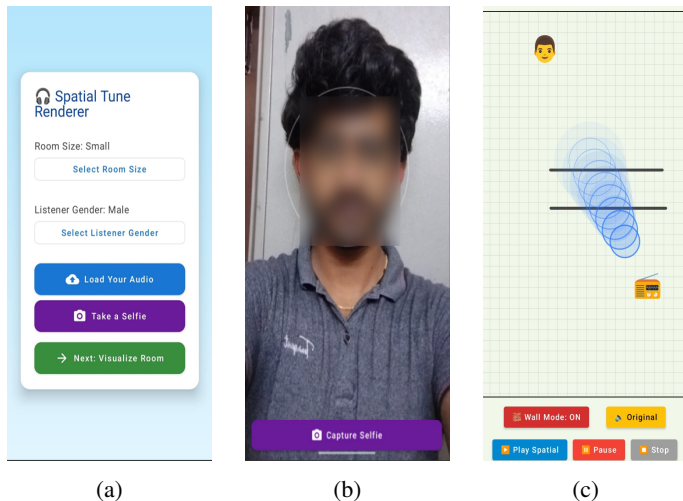 Spatial Tune
Renderer
Room Size: Small
Select Room Size
Listener Gender: Male
Select Listener Gender
Load Your Audio
Take a Selfie
Next: Visualize Room
Capture Selfie
Wall Mode: ON
Original
Play Spatial
Pause
Stop
(a)
(b)
(c)